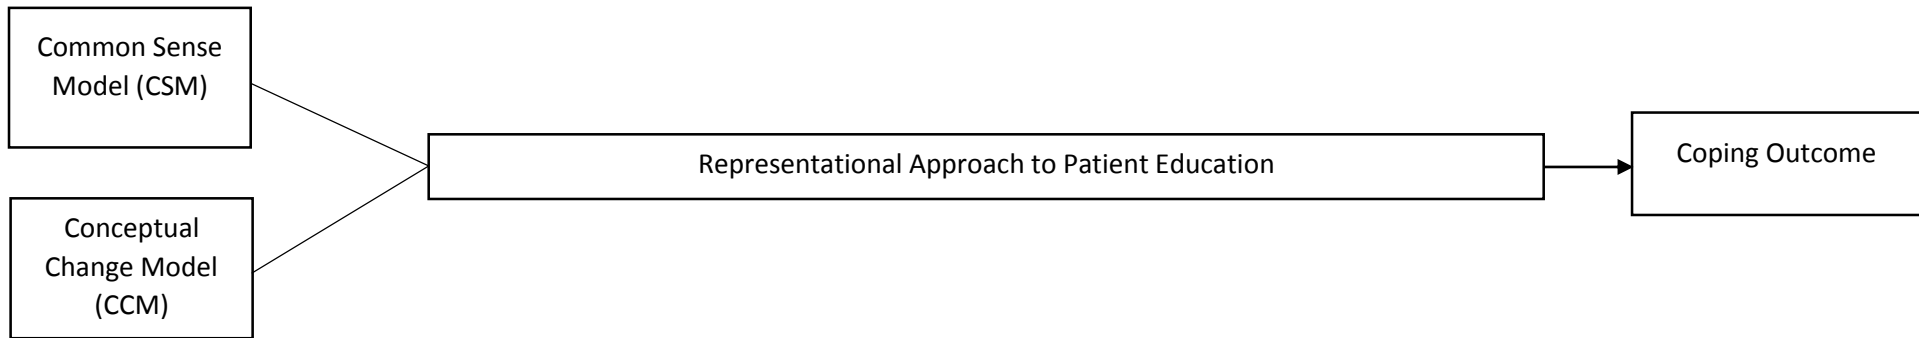 Common Sense
Model (CSM)
Representational Approach to Patient Education
Coping Outcome
Conceptual
Change Model
(CCM)